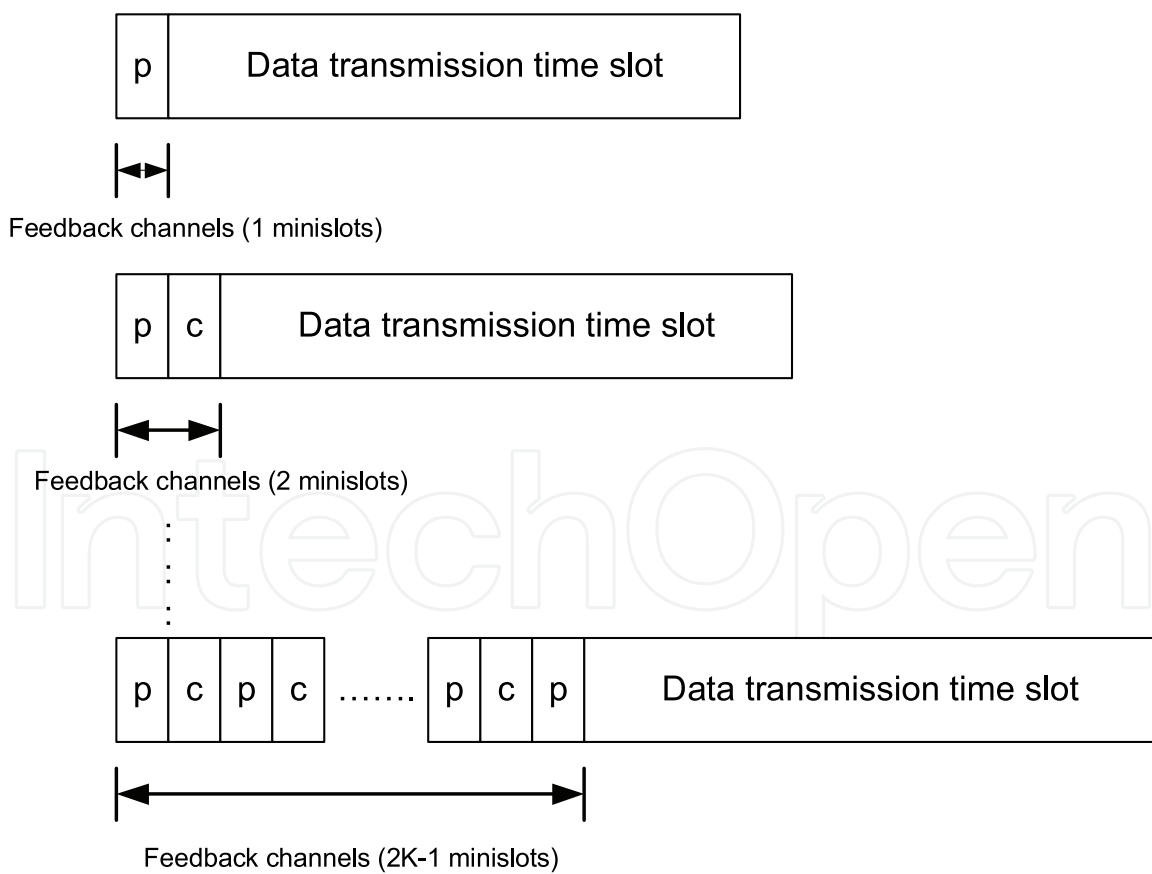 p Data transmission time slot
Feedback channels (1 minislots)
p c Data transmission time slot
Feedback channels (2 minislots)
IntechOpen
p c p c ....... p c p Data transmission time slot
Feedback channels (2K-1 minislots)